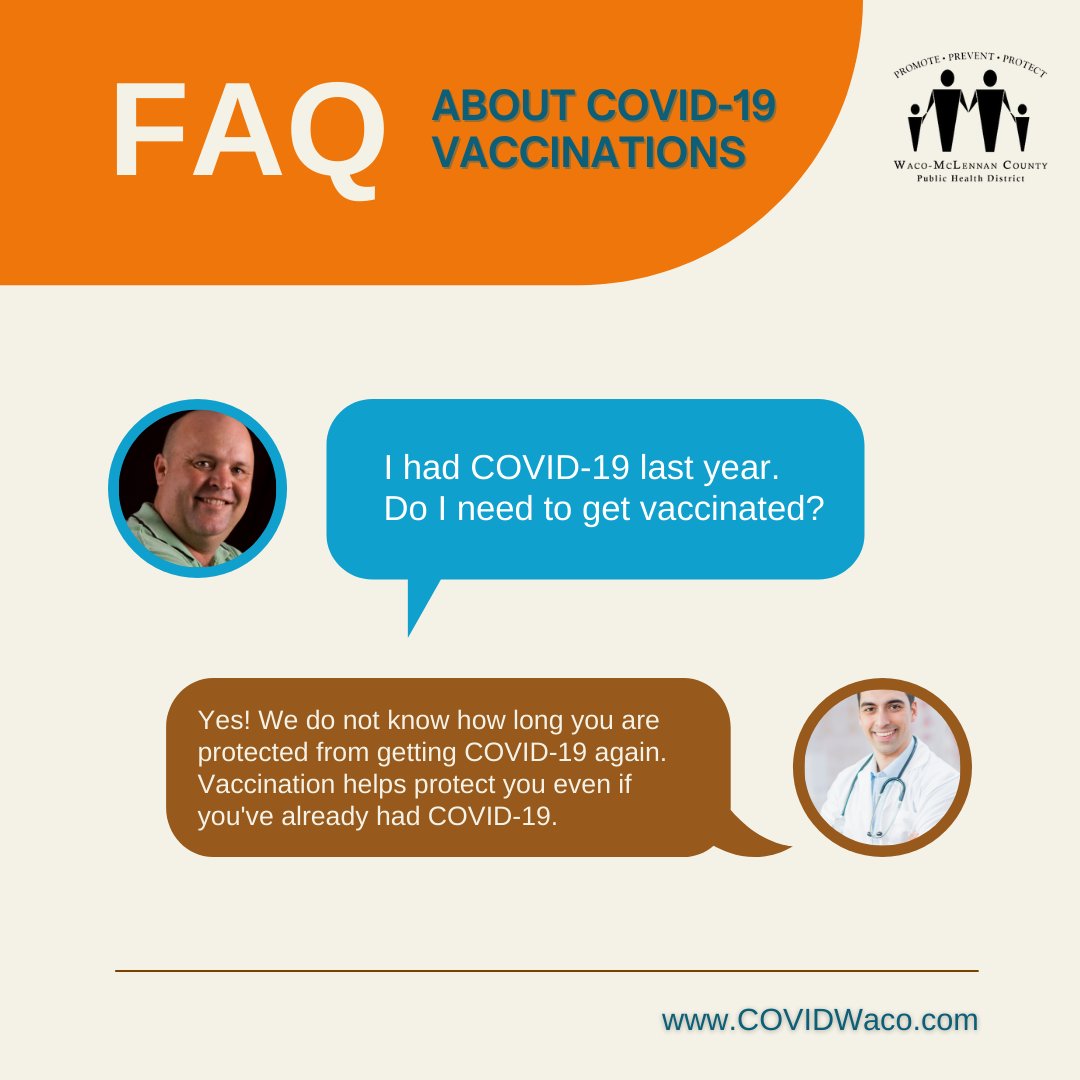 FAQ
ABOUT COVID-19
VACCINATIONS
PROMOTE • PREVENT • PROTECT
WACO-MCLENNAN COUNTY
Public Health District
I had COVID-19 last year.
Do I need to get vaccinated?
Yes! We do not know how long you are
protected from getting COVID-19 again.
Vaccination helps protect you even if
you've already had COVID-19.
www.COVIDWaco.com